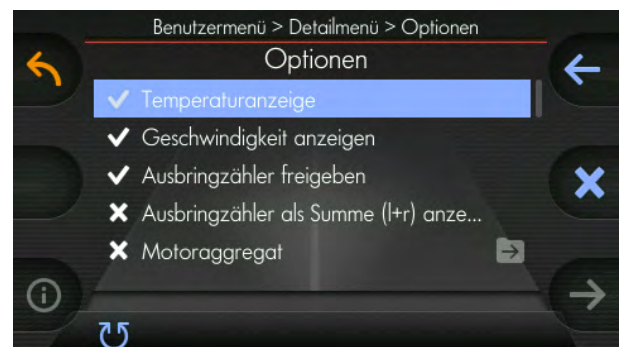 Benutzermenü > Detailmenü > Optionen
Optionen
Temperaturanzeige
Geschwindigkeit anzeigen
Ausbringzähler freigeben
Ausbringzähler als Summe (l+r) anze...
Motoraggregat